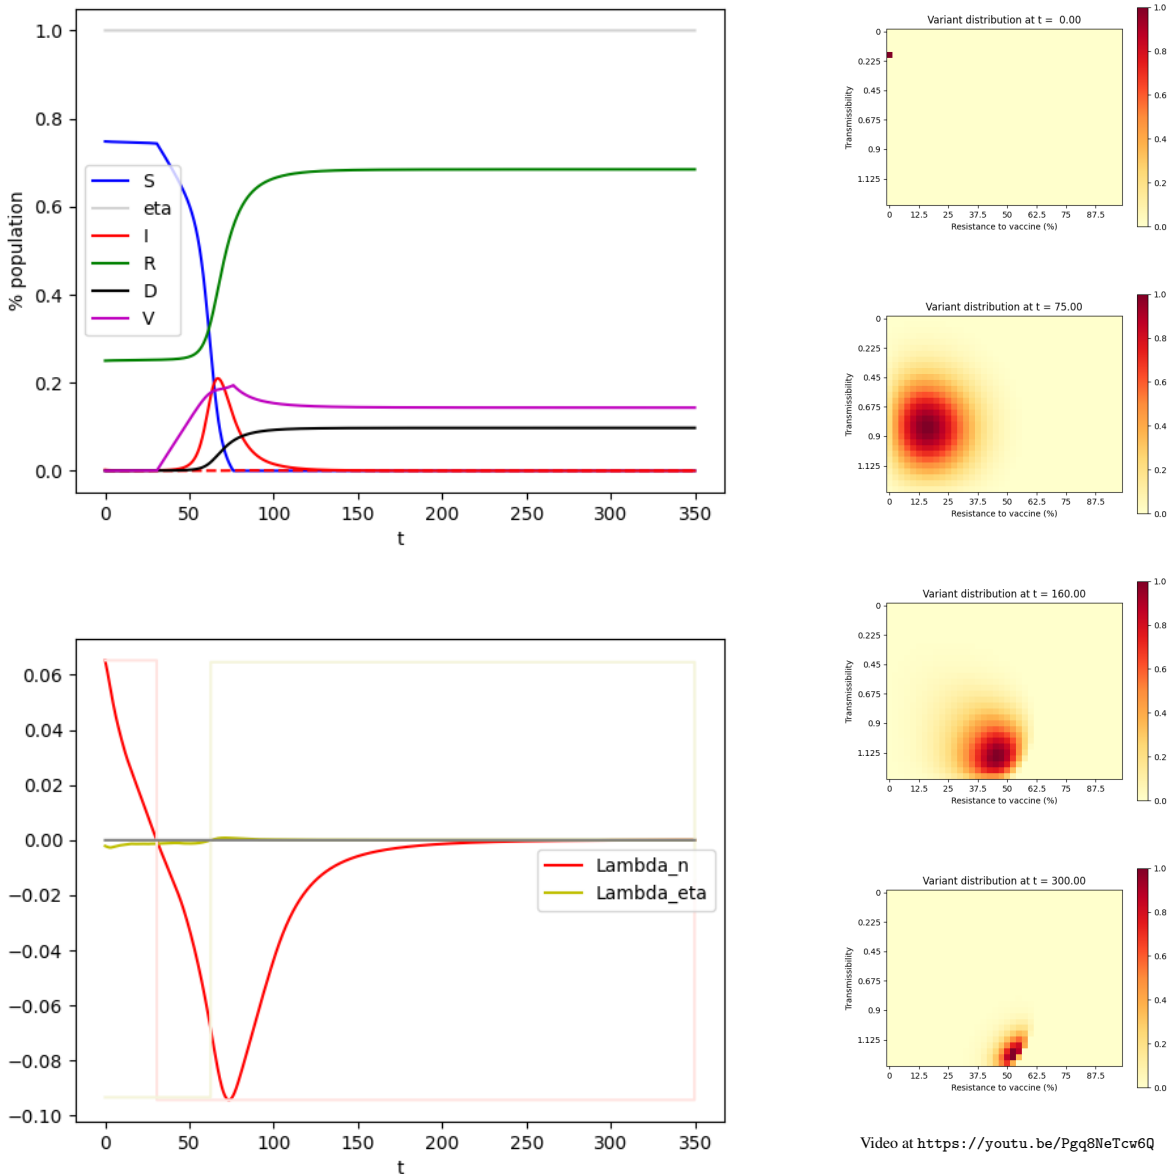 1.0
0.8
0.6
0.4
0.2
0.0
% population
S
eta
I
R
D
V
0 50 100 150 200 250 300 350
t
Variant distribution at t = 0.00
0
0.225
0.45
0.675
0.9
1.125
Transmissibility
0 12.5 25 37.5 50 62.5 75 87.5
Resistance to vaccine (%)
1.0
0.8
0.6
0.4
0.2
0.0
Variant distribution at t = 75.00
0
0.225
0.45
0.675
0.9
1.125
Transmissibility
0 12.5 25 37.5 50 62.5 75 87.5
Resistance to vaccine (%)
1.0
0.8
0.6
0.4
0.2
0.0
0.06
0.04
0.02
0.00
−0.02
−0.04
−0.06
−0.08
−0.10
Lambda_n
Lambda_eta
0 50 100 150 200 250 300 350
t
Variant distribution at t = 160.00
0
0.225
0.45
0.675
0.9
1.125
Transmissibility
0 12.5 25 37.5 50 62.5 75 87.5
Resistance to vaccine (%)
1.0
0.8
0.6
0.4
0.2
0.0
Variant distribution at t = 300.00
0
0.225
0.45
0.675
0.9
1.125
Transmissibility
0 12.5 25 37.5 50 62.5 75 87.5
Resistance to vaccine (%)
1.0
0.8
0.6
0.4
0.2
0.0
Video at https://youtu.be/Pgq8NeTcw6Q